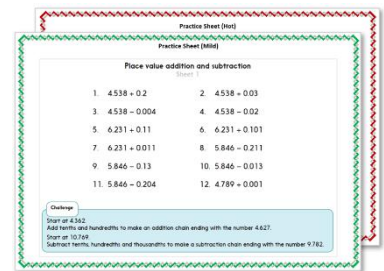 Practice Sheet (Hot)
Practice Sheet (Mild)
Place value addition and subtraction
Sheet 1
1. 4.538 + 0.2 2. 4.538 + 0.03
3. 4.538 – 0.004 4. 4.538 – 0.02
5. 6.231 + 0.11 6. 6.231 + 0.101
7. 6.231 + 0.011 8. 5.846 – 0.211
9. 5.846 – 0.13 10. 5.846 – 0.013
11. 5.846 – 0.204 12. 4.789 + 0.001
Challenge
Start at 4.362.
Add tenths and hundredths to make an addition chain ending with the number 4.627.
Start at 10.769.
Subtract tenths, hundredths and thousandths to make a subtraction chain ending with the number 9.782.